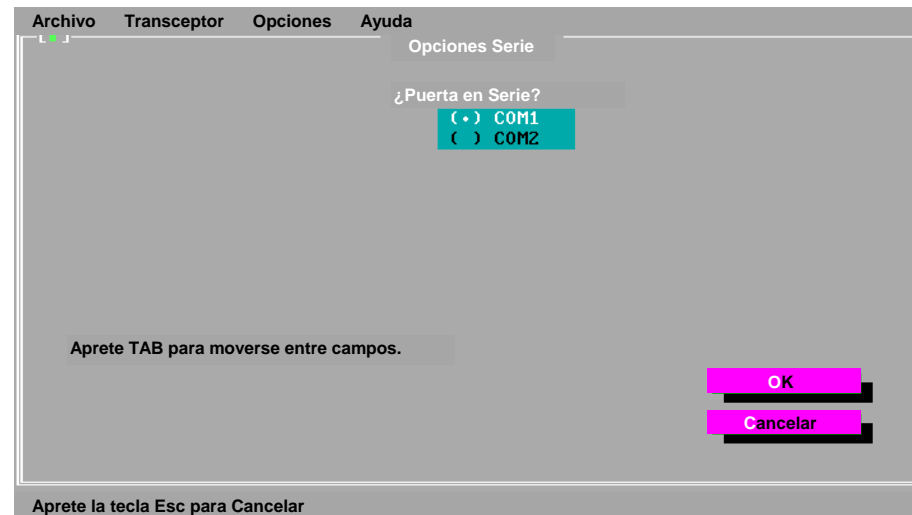 Archivo Transceptor Opciones Ayuda
[▪]
Opciones Serie
¿Puerta en Serie?
(•) COM1
( ) COM2
Aprete TAB para moverse entre campos.
OK
Cancelar
Aprete la tecla Esc para Cancelar